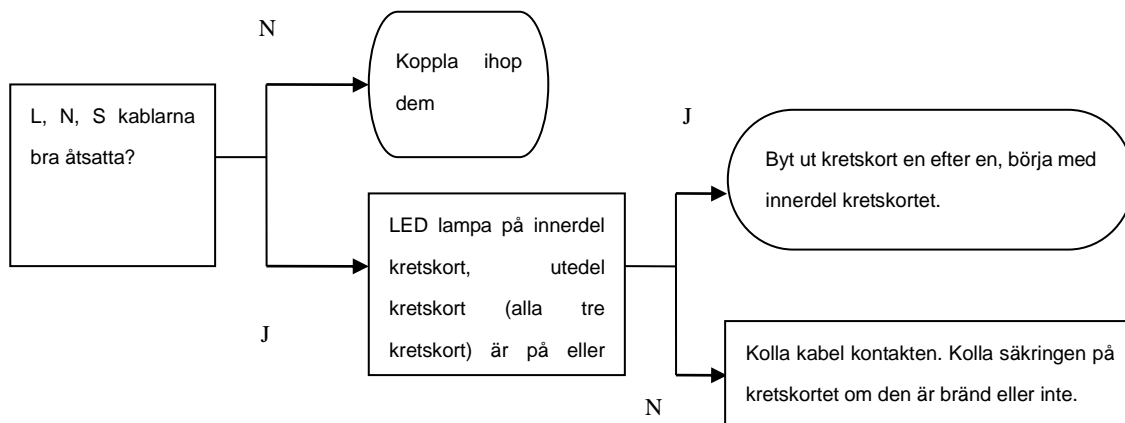 N
Koppla ihop
dem
L, N, S kablarna
bra åtsatta?
J
Byt ut kretskort en efter en, börja med
innerdel kretskortet.
LED lampa på innerdel
kretskort, utedel
kretskort (alla tre
kretskort) är på eller
J
Kolla kabel kontakten. Kolla säkringen på
kretskortet om den är bränd eller inte.
N